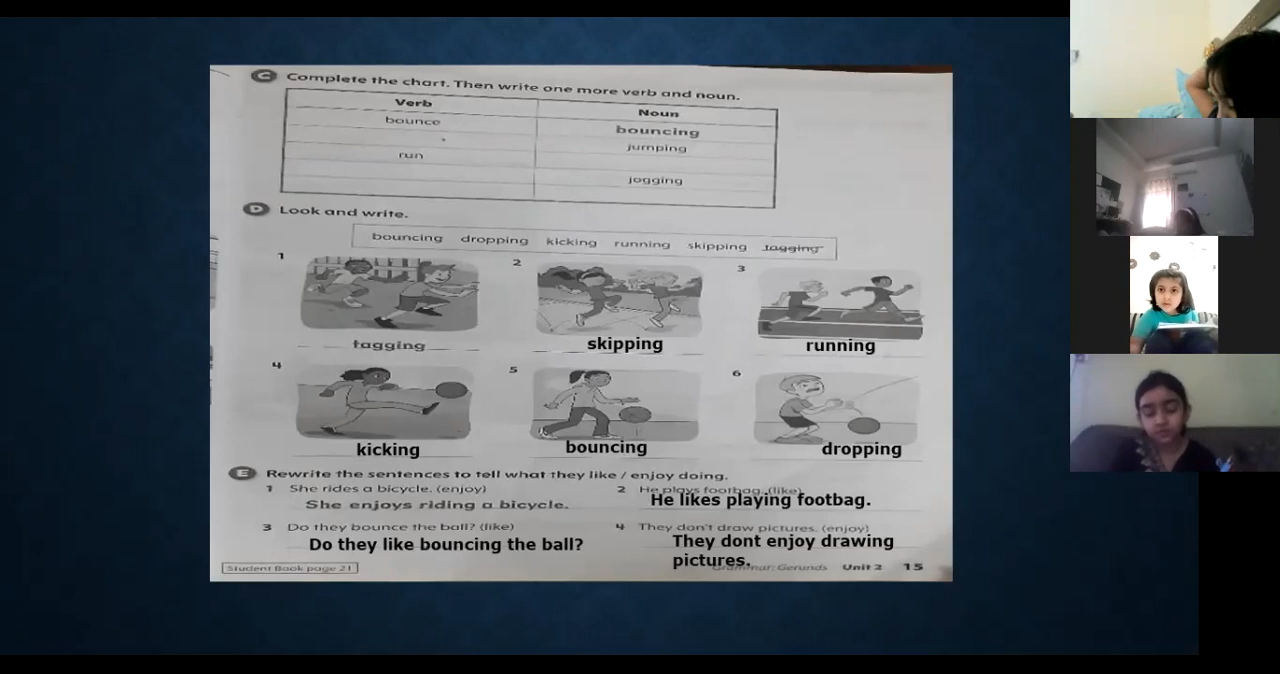 C Complete the chart. Then write one more verb and noun.
Verb Noun
bounce bouncing
jumping
run
jogging
D Look and write.
bouncing dropping kicking running skipping tagging
1 2 3
tagging skipping running
4 5 6
kicking bouncing dropping
E Rewrite the sentences to tell what they like / enjoy doing.
1 She rides a bicycle. (enjoy) 2 He plays footbag. (like)
She enjoys riding a bicycle. He likes playing footbag.
3 Do they bounce the ball? (like) 4 They don't draw pictures. (enjoy)
Do they like bouncing the ball? They dont enjoy drawing
pictures.
Student Book page 21 Grammar: Gerunds Unit 2 15